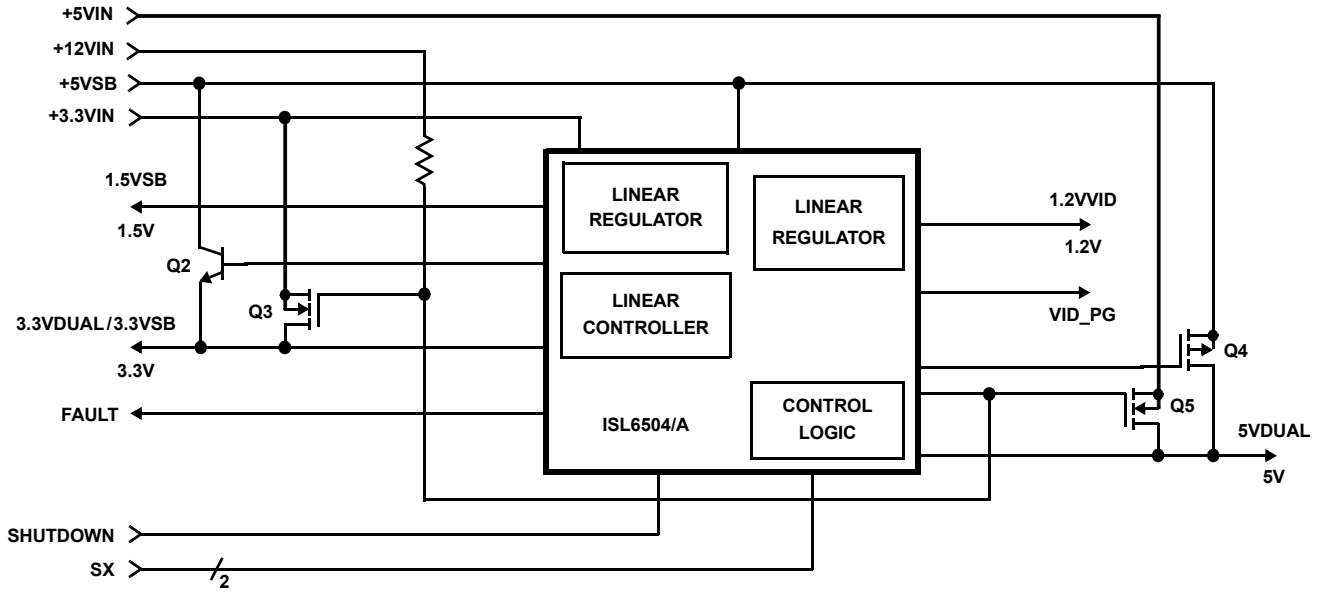 +5VIN
+12VIN
+5VSB
+3.3VIN
1.5VSB
1.5V
Q2
Q3
3.3VDUAL/3.3VSB
3.3V
FAULT
SHUTDOWN
SX
2
LINEAR
REGULATOR
LINEAR
CONTROLLER
ISL6504/A
LINEAR
REGULATOR
CONTROL
LOGIC
1.2VVID
1.2V
VID_PG
Q4
Q5
5VDUAL
5V